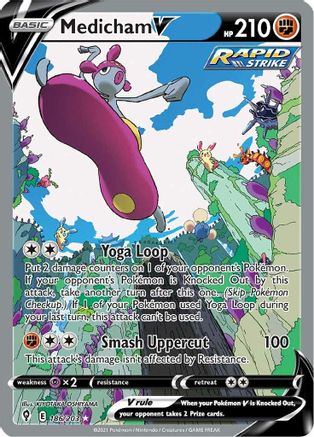 BASIC
Medicham V
HP 210
RAPID
STRIKE
Yoga Loop
Put 2 damage counters on 1 of your opponent's Pokémon.
If your opponent's Pokémon is Knocked Out by this
attack, take another turn after this one. (Skip Pokémon
Checkup.) If 1 of your Pokémon used Yoga Loop during
your last turn, this attack can't be used.
Smash Uppercut 100
This attack's damage isn't affected by Resistance.
weakness ×2 resistance retreat
Illus. KIYOTAKA OSHIYAMA
E 186/203
V rule
When your Pokémon V is Knocked Out,
your opponent takes 2 Prize cards.
©2021 Pokémon / Nintendo / Creatures / GAME FREAK